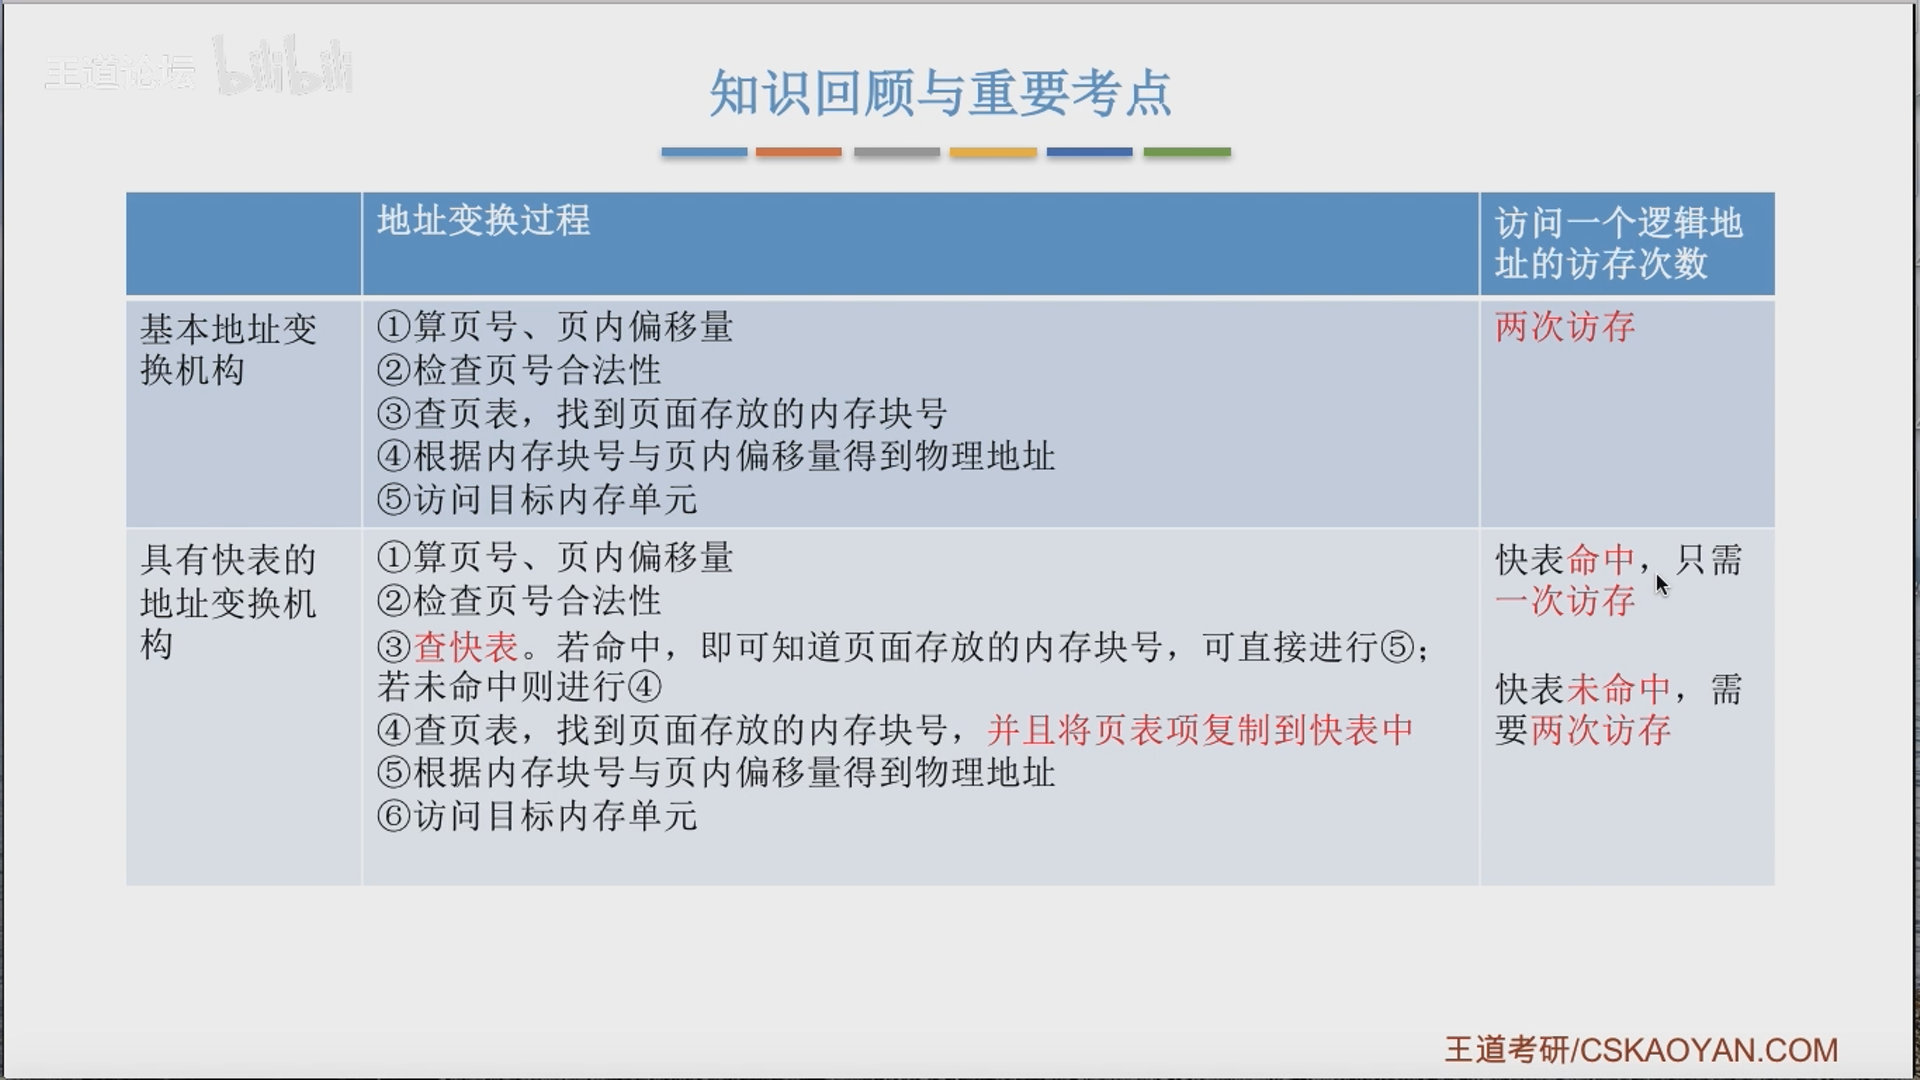 王道论坛 bilibili
知识回顾与重要考点
地址变换过程
访问一个逻辑地
址的访存次数
基本地址变
换机构
①算页号、页内偏移量
②检查页号合法性
③查页表，找到页面存放的内存块号
④根据内存块号与页内偏移量得到物理地址
⑤访问目标内存单元
两次访存
具有快表的
地址变换机
构
①算页号、页内偏移量
②检查页号合法性
③查快表。若命中，即可知道页面存放的内存块号，可直接进行⑤；
若未命中则进行④
④查页表，找到页面存放的内存块号，并且将页表项复制到快表中
⑤根据内存块号与页内偏移量得到物理地址
⑥访问目标内存单元
快表命中，只需
一次访存
快表未命中，需
要两次访存
王道考研/CSKAOYAN.COM